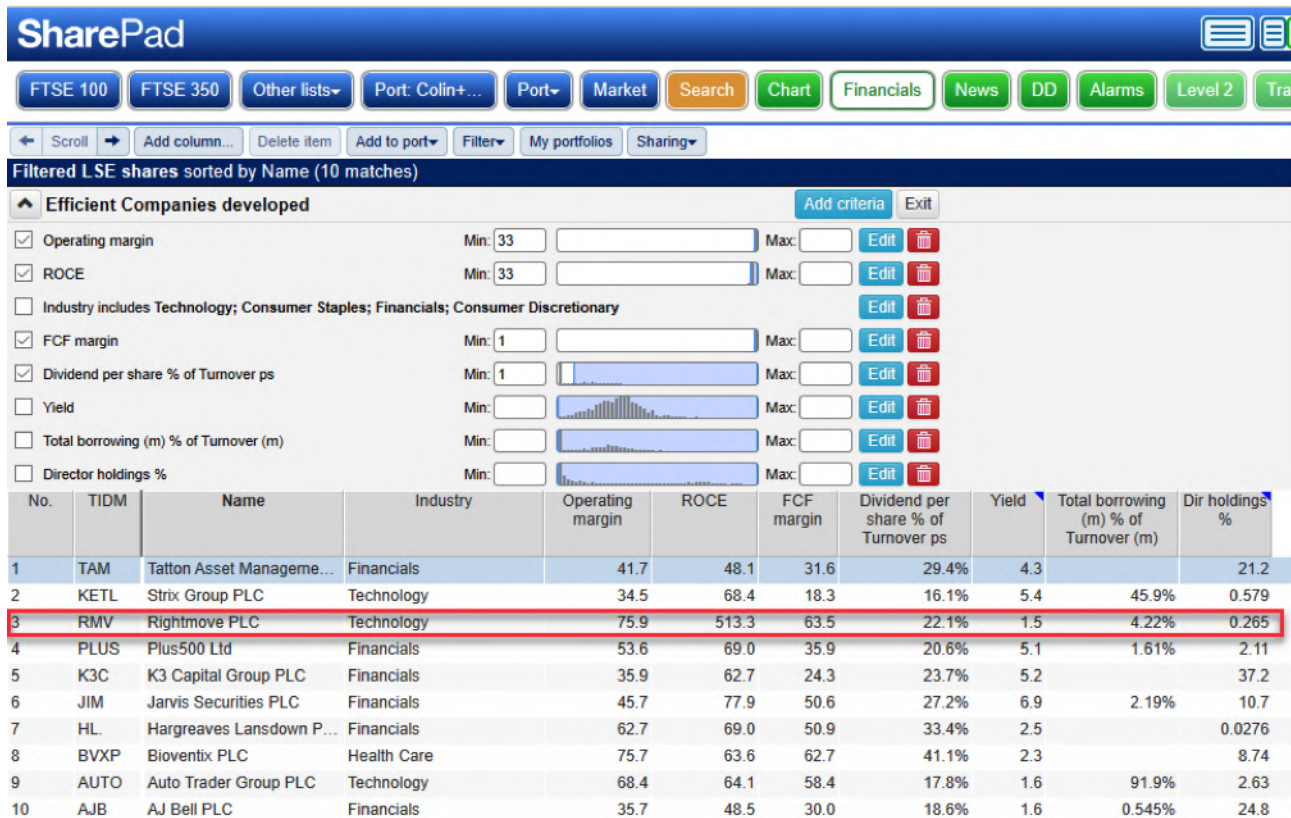 SharePad
FTSE 100 FTSE 350 Other lists Port: Colin+... Port Market Search Chart Financials News DD Alarms Level 2 Tra
Scroll Add column... Delete item Add to port Filter My portfolios Sharing
Filtered LSE shares sorted by Name (10 matches)
Efficient Companies developed Add criteria Exit
Operating margin Min: 33 Max: Edit
ROCE Min: 33 Max: Edit
Industry includes Technology; Consumer Staples; Financials; Consumer Discretionary Edit
FCF margin Min: 1 Max: Edit
Dividend per share % of Turnover ps Min: 1 Max: Edit
Yield Min: Max: Edit
Total borrowing (m) % of Turnover (m) Min: Max: Edit
Director holdings % Min: Max: Edit
No. TIDM Name Industry Operating margin ROCE FCF margin Dividend per share % of Turnover ps Yield Total borrowing (m) % of Turnover (m) Dir holdings %
1 TAM Tatton Asset Manageme... Financials 41.7 48.1 31.6 29.4% 4.3 21.2
2 KETL Strix Group PLC Technology 34.5 68.4 18.3 16.1% 5.4 45.9% 0.579
3 RMV Rightmove PLC Technology 75.9 513.3 63.5 22.1% 1.5 4.22% 0.265
4 PLUS Plus500 Ltd Financials 53.6 69.0 35.9 20.6% 5.1 1.61% 2.11
5 K3C K3 Capital Group PLC Financials 35.9 62.7 24.3 23.7% 5.2 37.2
6 JIM Jarvis Securities PLC Financials 45.7 77.9 50.6 27.2% 6.9 2.19% 10.7
7 HL. Hargreaves Lansdown P... Financials 62.7 69.0 50.9 33.4% 2.5 0.0276
8 BVXP Bioventix PLC Health Care 75.7 63.6 62.7 41.1% 2.3 8.74
9 AUTO Auto Trader Group PLC Technology 68.4 64.1 58.4 17.8% 1.6 91.9% 2.63
10 AJB AJ Bell PLC Financials 35.7 48.5 30.0 18.6% 1.6 0.545% 24.8